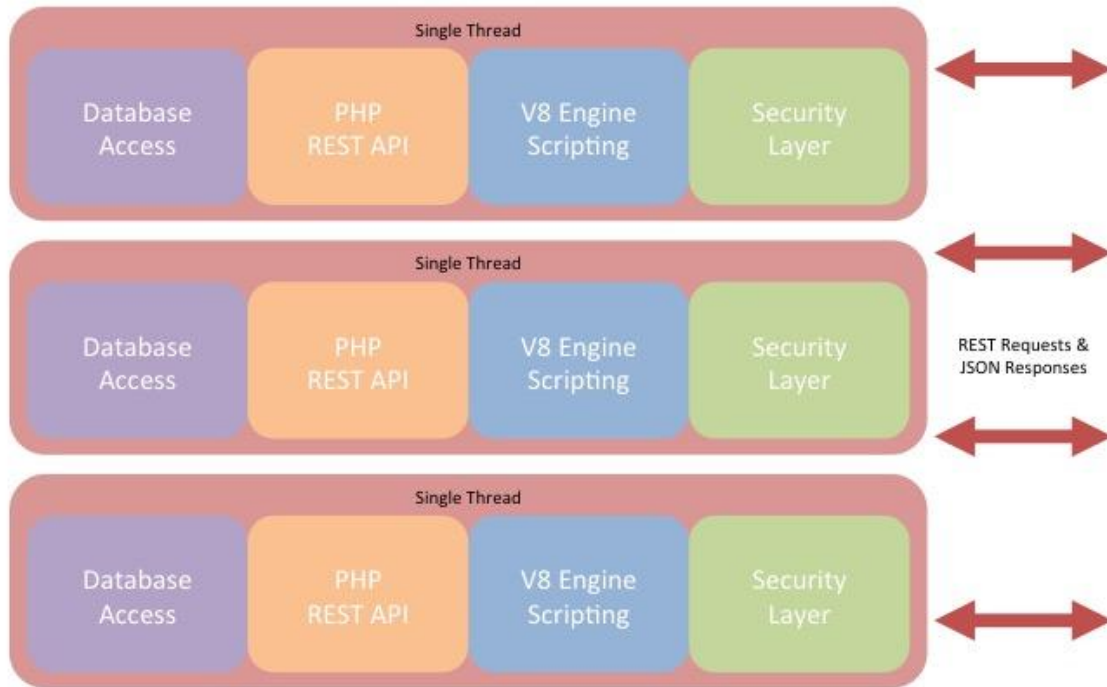 Single Thread
Database
Access
PHP
REST API
V8 Engine
Scripting
Security
Layer
Single Thread
Database
Access
PHP
REST API
V8 Engine
Scripting
Security
Layer
REST Requests &
JSON Responses
Single Thread
Database
Access
PHP
REST API
V8 Engine
Scripting
Security
Layer